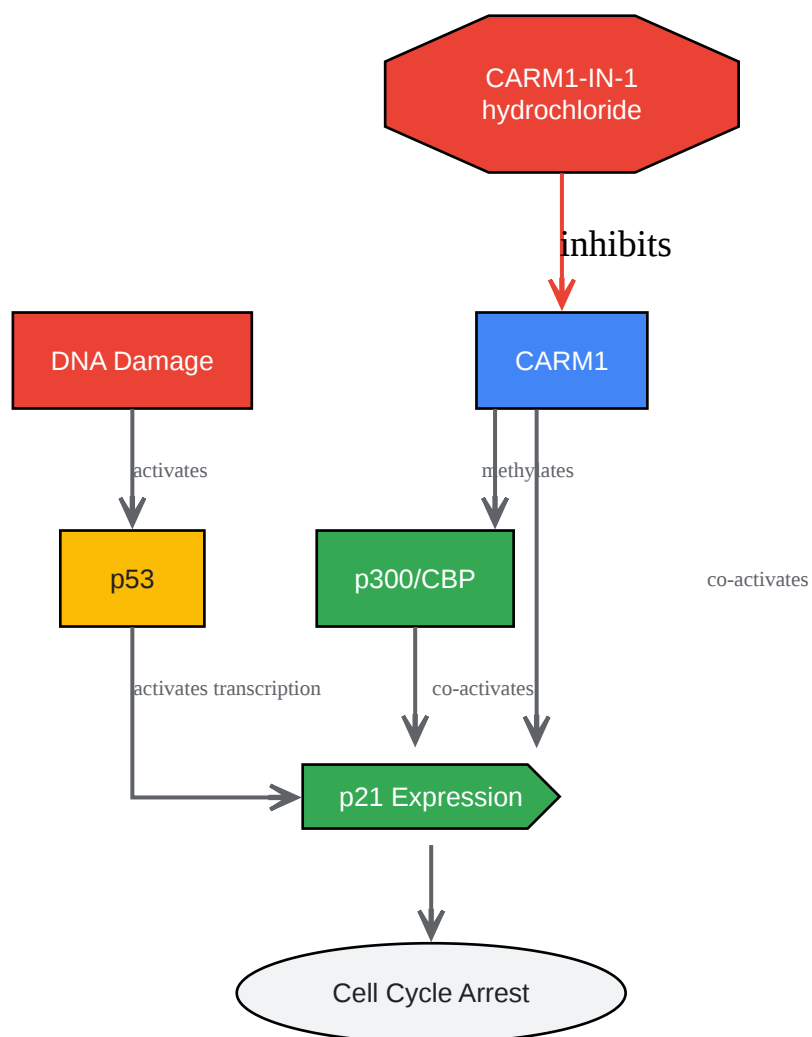 CARM1-IN-1
hydrochloride
inhibits
DNA Damage
CARM1
activates
methylates
p53
p300/CBP
co-activates
activates transcription
co-activates
p21 Expression
Cell Cycle Arrest